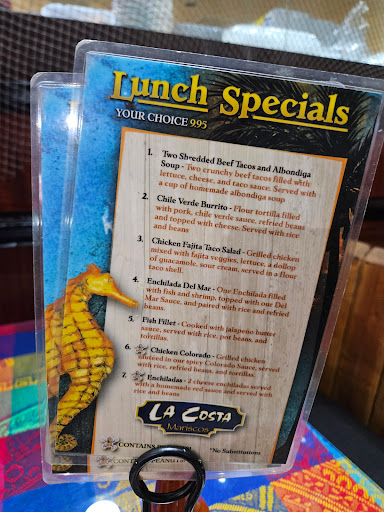 Lunch Specials
YOUR CHOICE 9.95
1. Two Shredded Beef Tacos and Albondiga
Soup - Two crunchy beef tacos filled with
lettuce, cheese, and taco sauce. Served with
a cup of homemade albondiga soup
2. Chile Verde Burrito - Flour tortilla filled
with pork, chile verde sauce, refried beans
and topped with cheese. Served with rice
and beans
3. Chicken Fajita Taco Salad - Grilled chicken
mixed with fajita veggies, lettuce, a dollop
of guacamole, sour cream, served in a flour
taco shell.
4. Enchilada Del Mar - One Enchilada filled
with fish and shrimp, topped with our Del
Mar Sauce, and paired with rice and refried
beans.
5. Fish Fillet - Cooked with jalapeno butter
sauce, served with rice, pot beans, and
tortillas.
6. Chicken Colorado - Grilled chicken
sauteed in our spicy Colorado Sauce, served
with rice, refried beans, and tortillas.
7. Enchiladas - 2 cheese enchiladas served
with a homemade red sauce and served with
rice and beans
LA COSTA
Mariscos
CONTAINS
*No Substitutions
CONTAINS